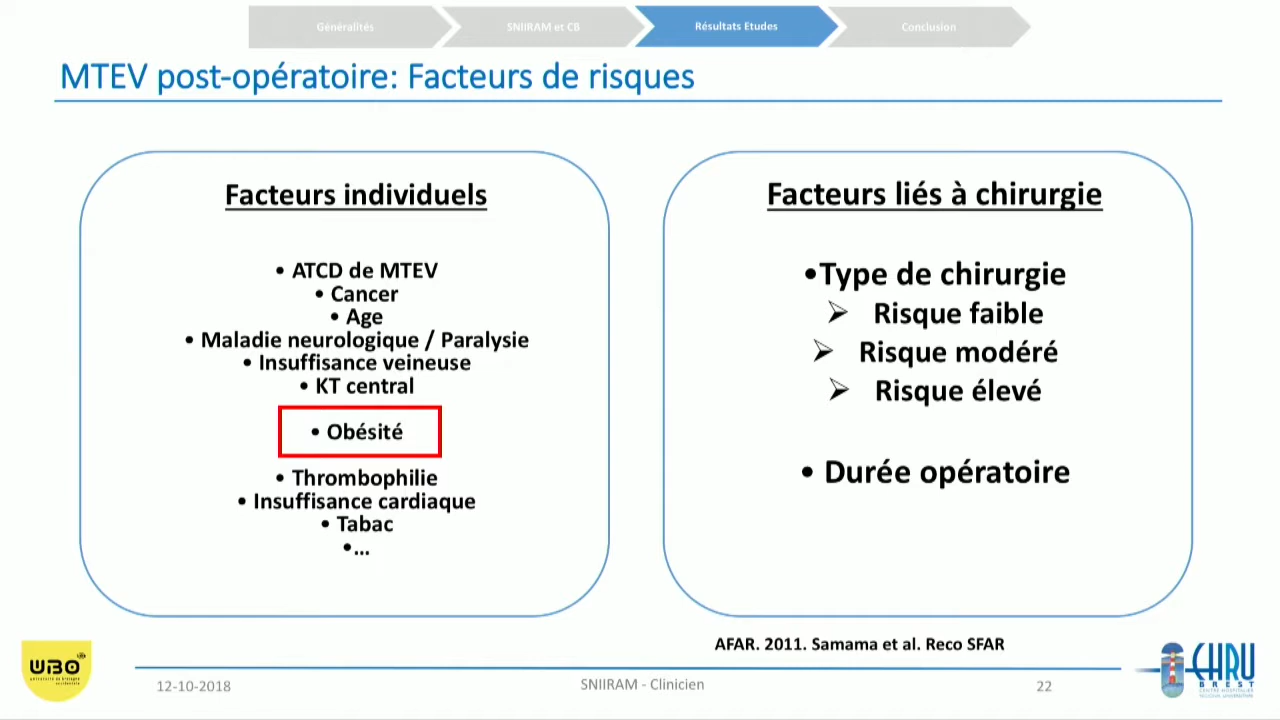 Généralités
SNIIRAM et CB
Résultats Etudes
Conclusion
MTEV post-opératoire: Facteurs de risques
Facteurs individuels
• ATCD de MTEV
• Cancer
• Age
• Maladie neurologique / Paralysie
• Insuffisance veineuse
• KT central
• Obésité
• Thrombophilie
• Insuffisance cardiaque
• Tabac
•...
Facteurs liés à chirurgie
•Type de chirurgie
➢ Risque faible
➢ Risque modéré
➢ Risque élevé
• Durée opératoire
AFAR. 2011. Samama et al. Reco SFAR
UBO
12-10-2018
SNIIRAM - Clinicien
22
CHRU
BREST
CENTRE HOSPITALIER